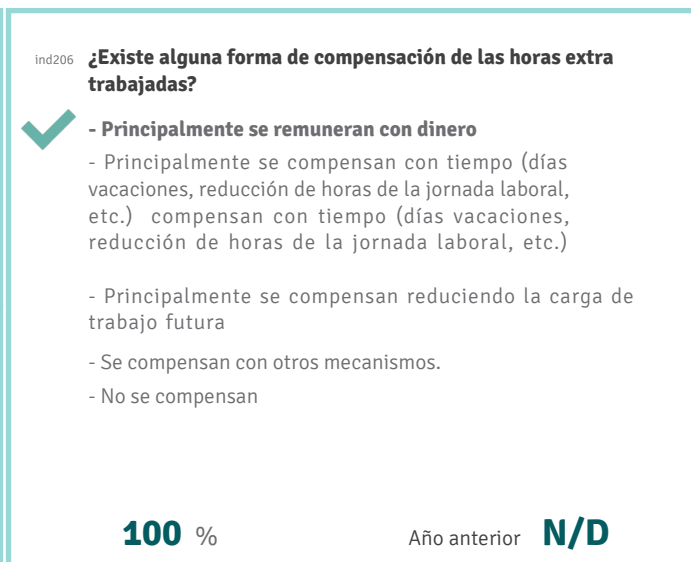 ind206 ¿Existe alguna forma de compensación de las horas extra
trabajadas?
- Principalmente se remuneran con dinero
- Principalmente se compensan con tiempo (días
vacaciones, reducción de horas de la jornada laboral,
etc.) compensan con tiempo (días vacaciones,
reducción de horas de la jornada laboral, etc.)
- Principalmente se compensan reduciendo la carga de
trabajo futura
- Se compensan con otros mecanismos.
- No se compensan
100 % Año anterior N/D